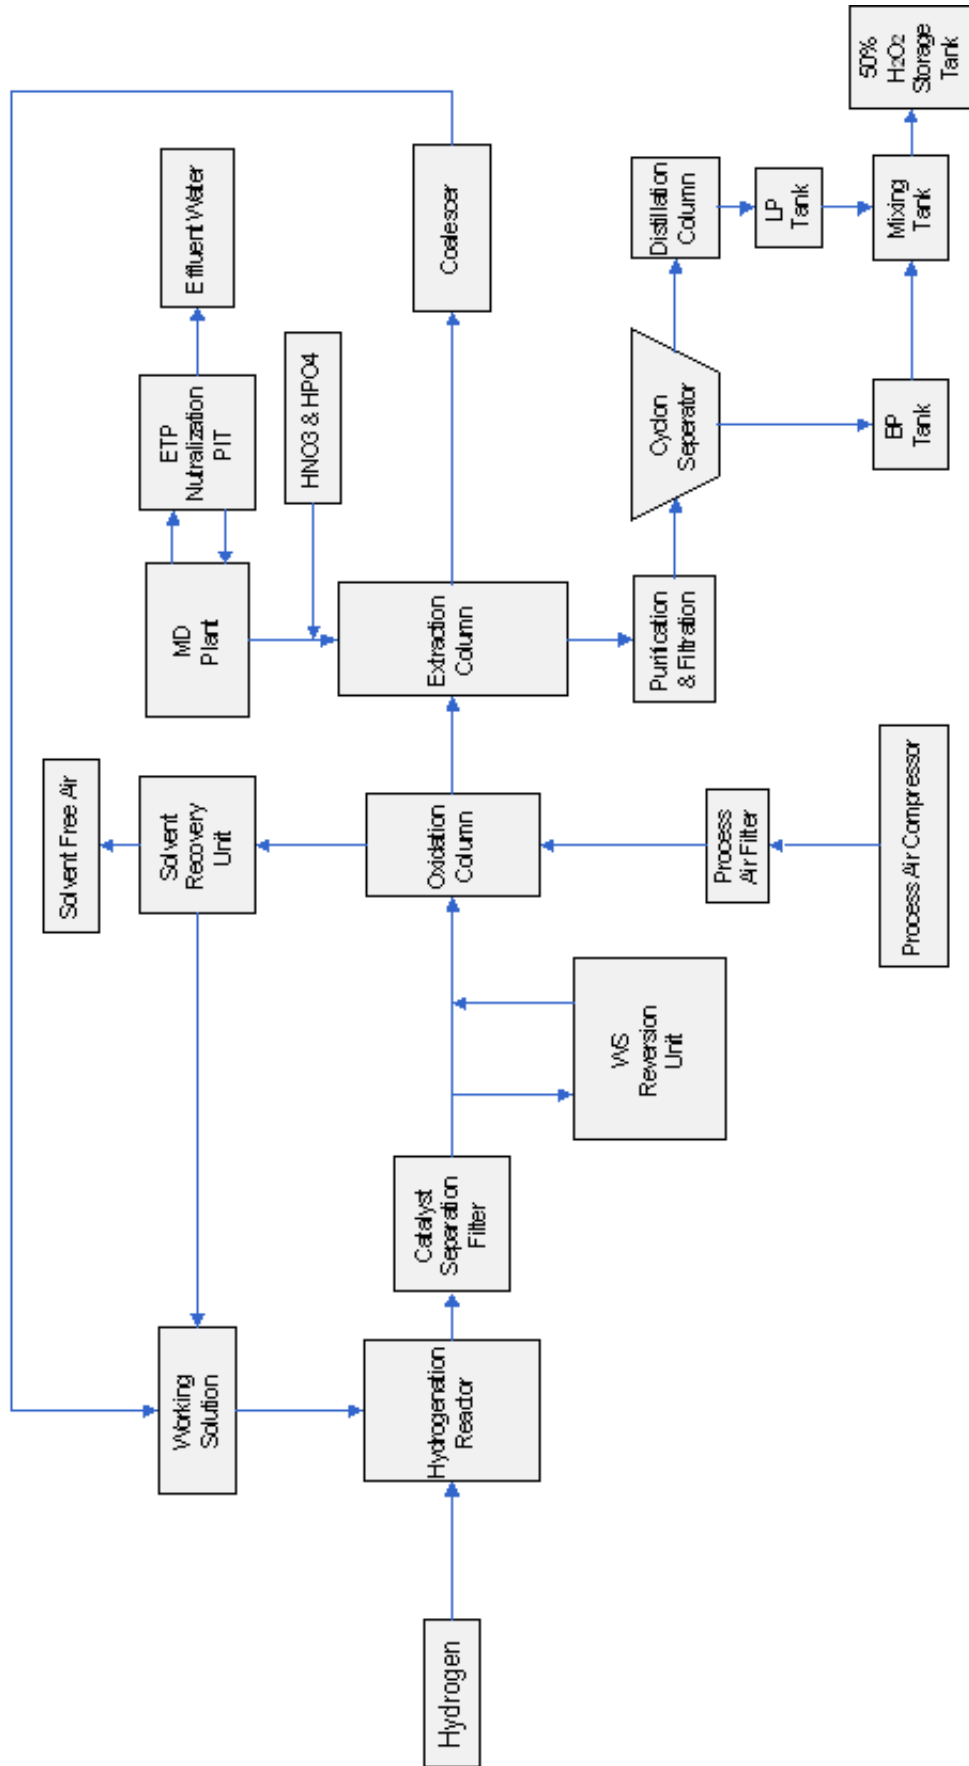 Hydrogen
Working
Solution
Hydrogenation
Reactor
Catalyst
Separation
Filter
WS
Reversion
Unit
Solvent Free Air
Solvent
Recovery
Unit
Oxidation
Column
Process
Air Filter
Process Air Compressor
MD
Plant
ETP
Nutralization
PIT
Effluent Water
HNO3 & HPO4
Extraction
Column
Coalescer
Purification
& Filtration
Cyclon
Seperator
Distillation
Column
LP
Tank
BP
Tank
Mixing
Tank
50%
H2O2
Storage
Tank